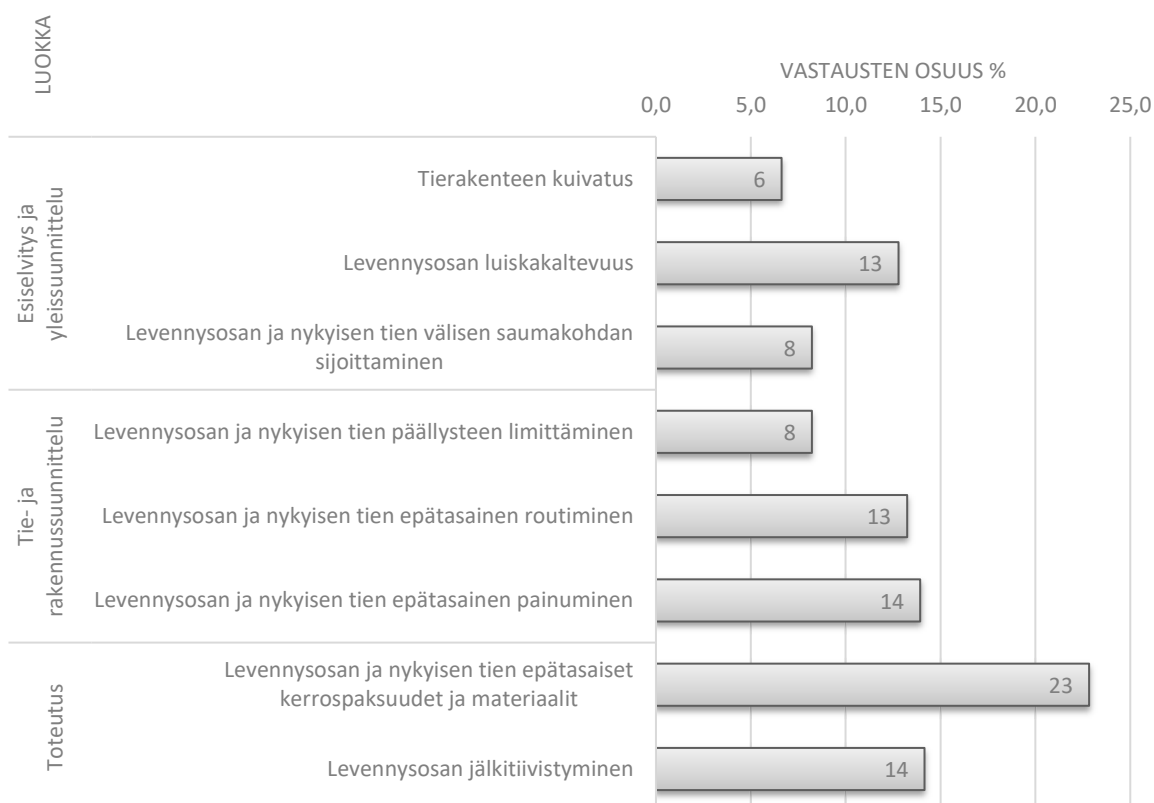 LUOKKA
VASTAUSTEN OSUUS %
0,0 5,0 10,0 15,0 20,0 25,0
Esiselvitys ja
yleissuunnittelu
Tierakenteen kuivatus
6
Levennysosan luiskakaltevuus
13
Levennysosan ja nykyisen tien välisen saumakohdan
sijoittaminen
8
Tie- ja
rakennussuunnittelu
Levennysosan ja nykyisen tien päällysteen limittäminen
8
Levennysosan ja nykyisen tien epätasainen routiminen
13
Levennysosan ja nykyisen tien epätasainen painuminen
14
Toteutus
Levennysosan ja nykyisen tien epätasaiset
kerrospaksuudet ja materiaalit
23
Levennysosan jälkitiivistyminen
14